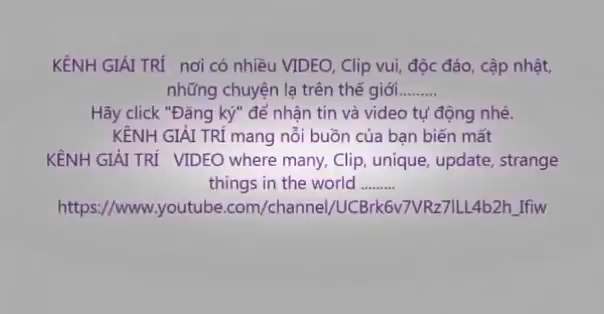 KÊNH GIẢI TRÍ nơi có nhiều VIDEO, Clip vui, độc đáo, cập nhật,
những chuyện lạ trên thế giới.........
Hãy click "Đăng ký" để nhận tin và video tự động nhé.
KÊNH GIẢI TRÍ mang nỗi buồn của bạn biến mất
KÊNH GIẢI TRÍ VIDEO where many, Clip, unique, update, strange
things in the world .........
https://www.youtube.com/channel/UCBrk6v7VRz7lLL4b2h_Ifiw